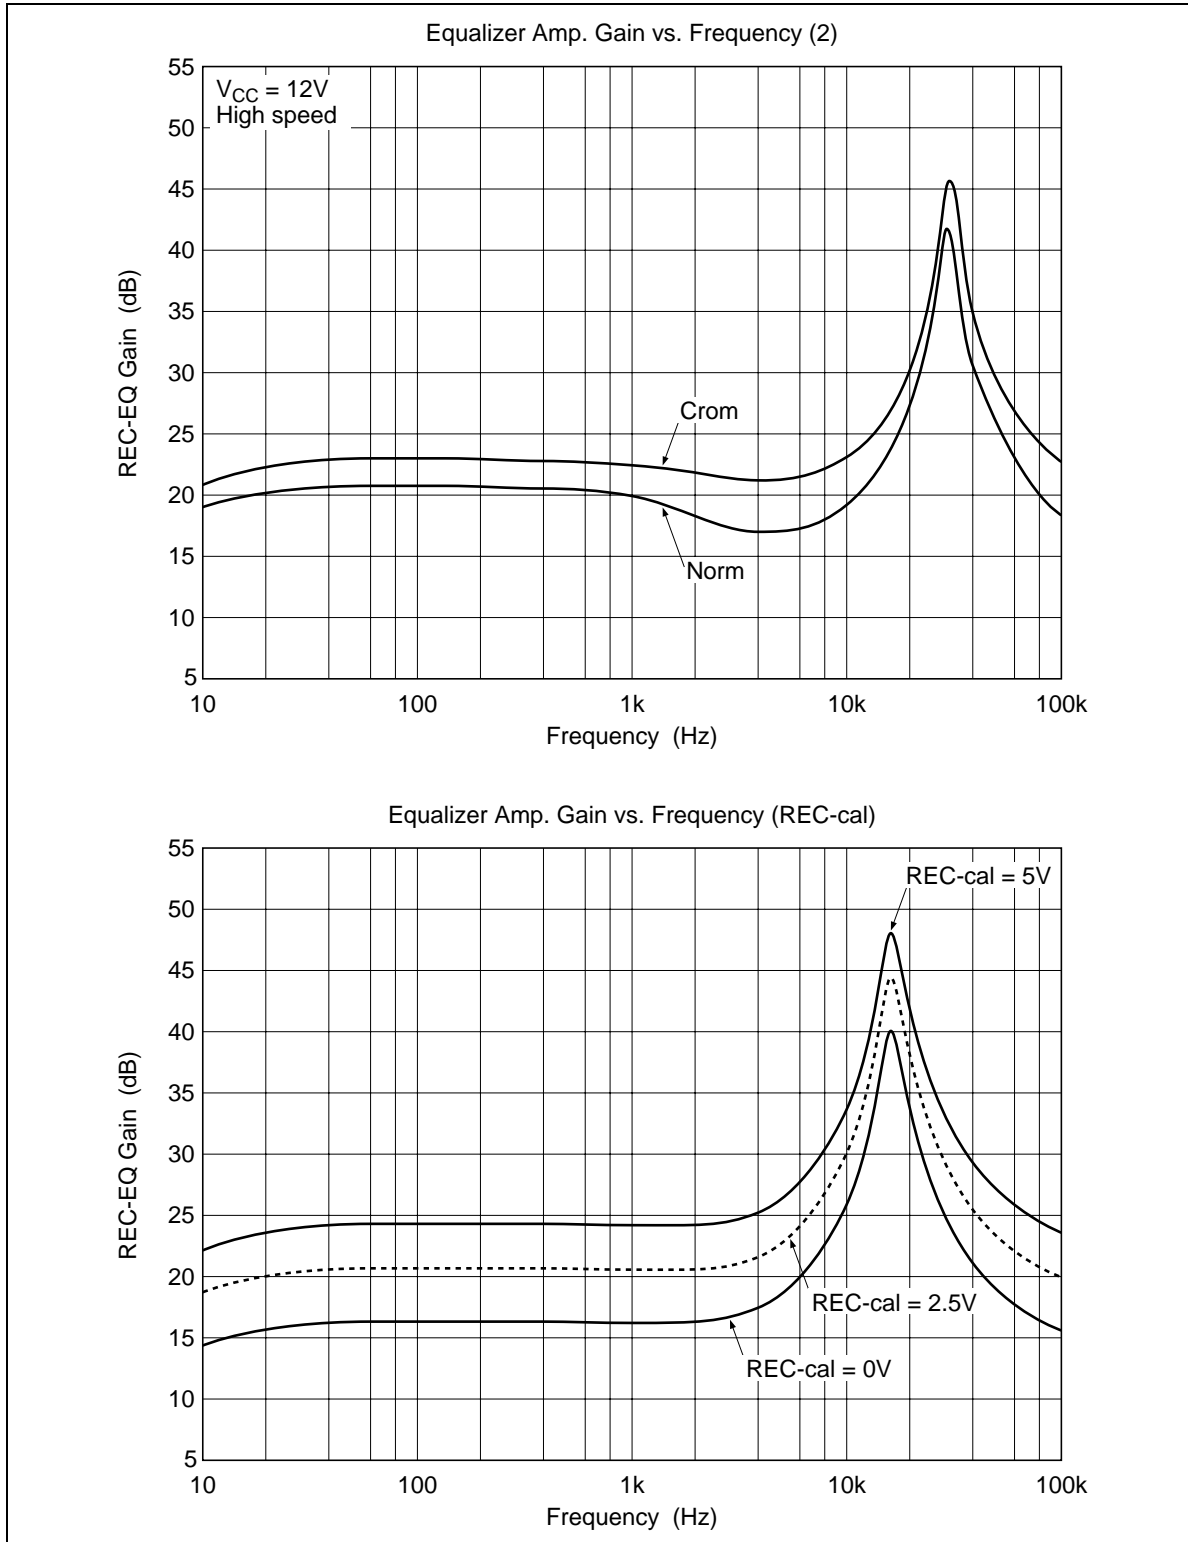 Equalizer Amp. Gain vs. Frequency (2)
VCC = 12V
High speed
55
50
45
40
35
30
25
20
15
10
5
REC-EQ Gain (dB)
Crom
Norm
10 100 1k 10k 100k
Frequency (Hz)
Equalizer Amp. Gain vs. Frequency (REC-cal)
55
50
45
40
35
30
25
20
15
10
5
REC-EQ Gain (dB)
REC-cal = 5V
REC-cal = 2.5V
REC-cal = 0V
10 100 1k 10k 100k
Frequency (Hz)